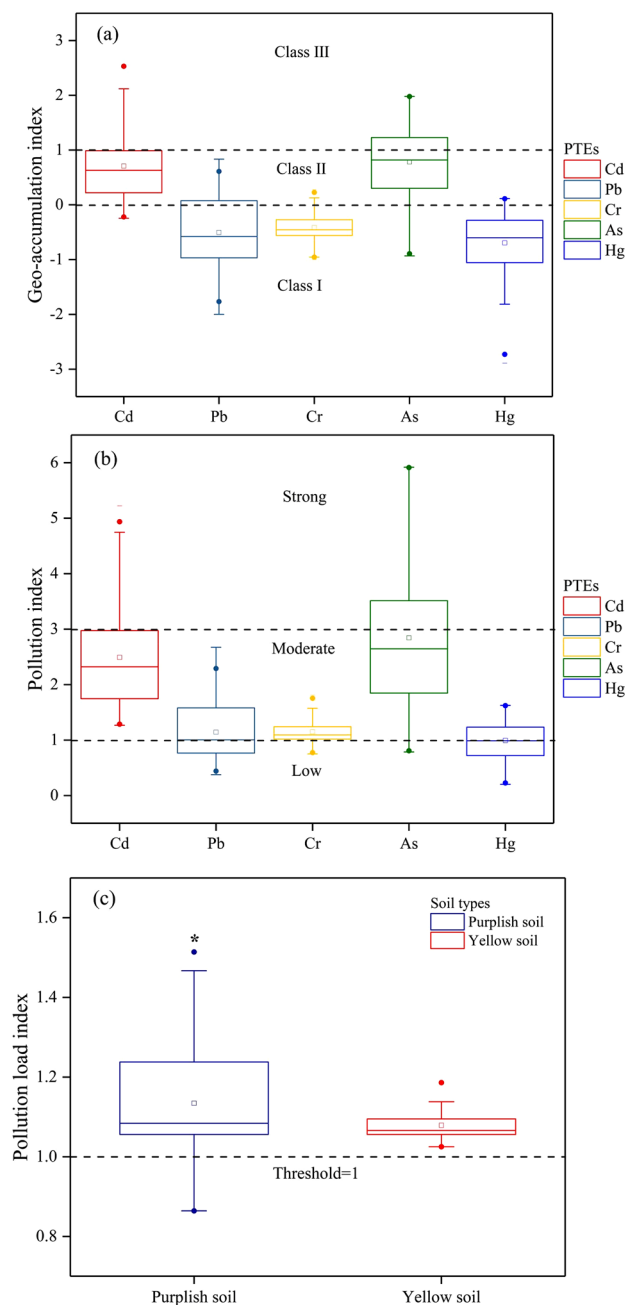 (a)
Class III
Class II
Class I
3
2
1
0
-1
-2
-3
Geo-accumulation index
Cd
Pb
Cr
As
Hg
PTEs
Cd
Pb
Cr
As
Hg
(b)
Strong
Moderate
Low
6
5
4
3
2
1
0
Pollution index
Cd
Pb
Cr
As
Hg
PTEs
Cd
Pb
Cr
As
Hg
(c)
Soil types
Purplish soil
Yellow soil
*
Threshold=1
1.6
1.4
1.2
1.0
0.8
Pollution load index
Purplish soil
Yellow soil